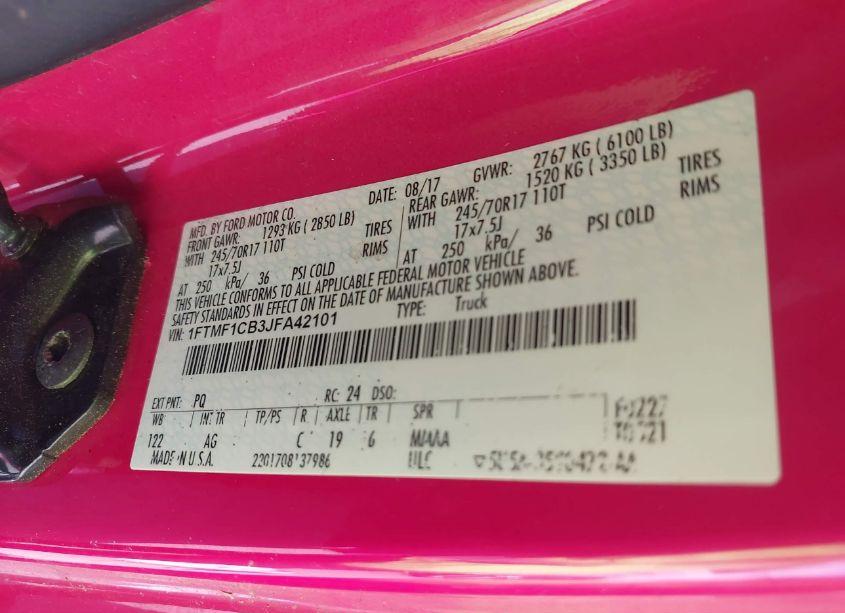 MFD. BY FORD MOTOR CO. DATE: 08/17 GVWR: 2767 KG ( 6100 LB)
FRONT GAWR: 1293 KG ( 2850 LB) REAR GAWR: 1520 KG ( 3350 LB)
WITH 245/70R17 110T TIRES WITH 245/70R17 110T TIRES
17x7.5J RIMS 17x7.5J RIMS
AT 250 kPa/ 36 PSI COLD AT 250 kPa/ 36 PSI COLD
THIS VEHICLE CONFORMS TO ALL APPLICABLE FEDERAL MOTOR VEHICLE
SAFETY STANDARDS IN EFFECT ON THE DATE OF MANUFACTURE SHOWN ABOVE.
VIN: 1FTMF1CB3JFA42101 TYPE: Truck
EXT PNT: PQ RC: 24 DSO:
WB INT TR TP/PS R AXLE TR SPR
122 AG C 19 6
MADE IN U.S.A. 2201708137986 ULC